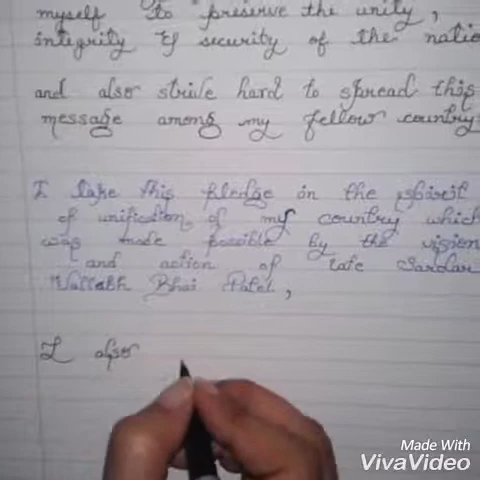 myself to preserve the unity,
integrity & security of the natio
and also strive hard to spread this
message among my fellow country
I take this pledge in the spirit
of unification of my country which
was made possible by the vision
and action of late Sardar
Vallabh Bhai Patel,
I also
Made With
VivaVideo